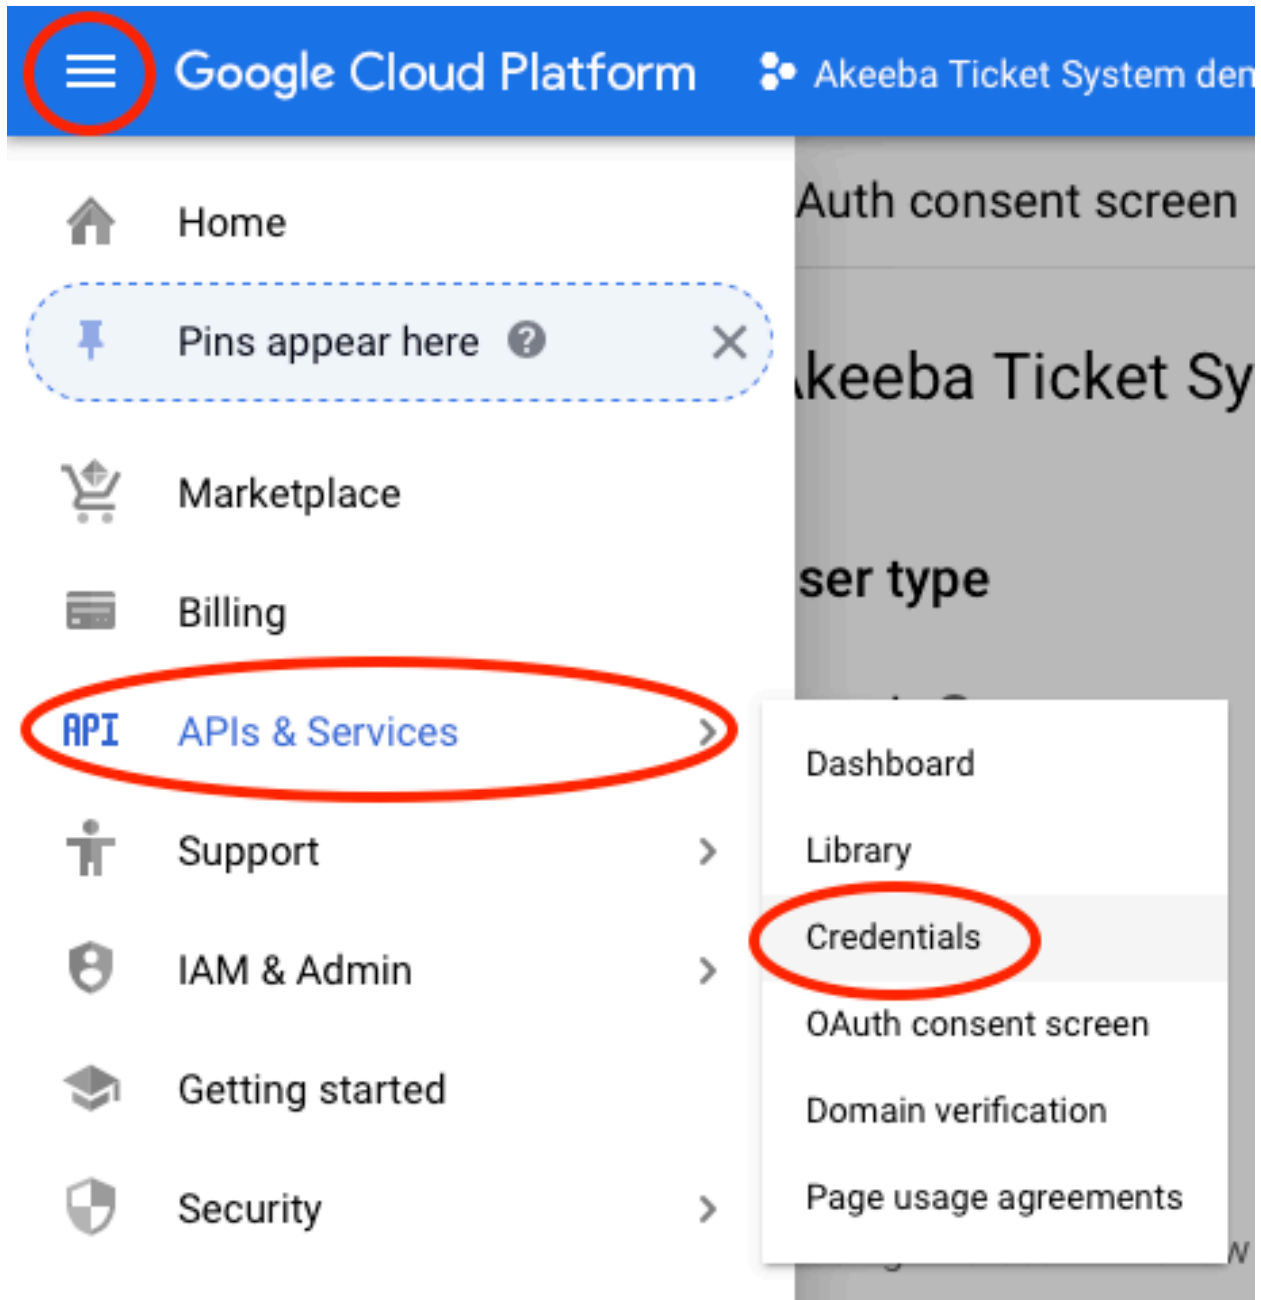 Google Cloud Platform
Akeeba Ticket System
Home
Pins appear here ?
Marketplace
Billing
API APIs & Services
Support
IAM & Admin
Getting started
Security
Auth consent screen
keeba Ticket Sy
ser type
Dashboard
Library
Credentials
OAuth consent screen
Domain verification
Page usage agreements